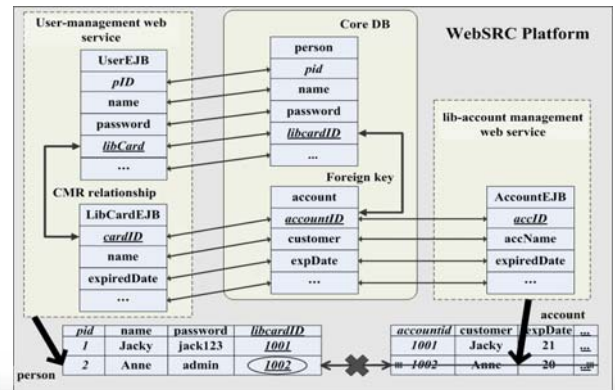 User-management web service
Core DB
WebSRC Platform
UserEJB
pID
name
password
libCard
...
CMR relationship
LibCardEJB
cardID
name
expiredDate
...
person
pid
name
password
libcardID
...
Foreign key
account
accountID
customer
expDate
...
lib-account management web service
AccountEJB
accID
accName
expiredDate
...
person
pid name password libcardID
1 Jacky jack123 1001
2 Anne admin 1002
account
accountid customer expDate ...
1001 Jacky 21 ...
1002 Anne 20 ...